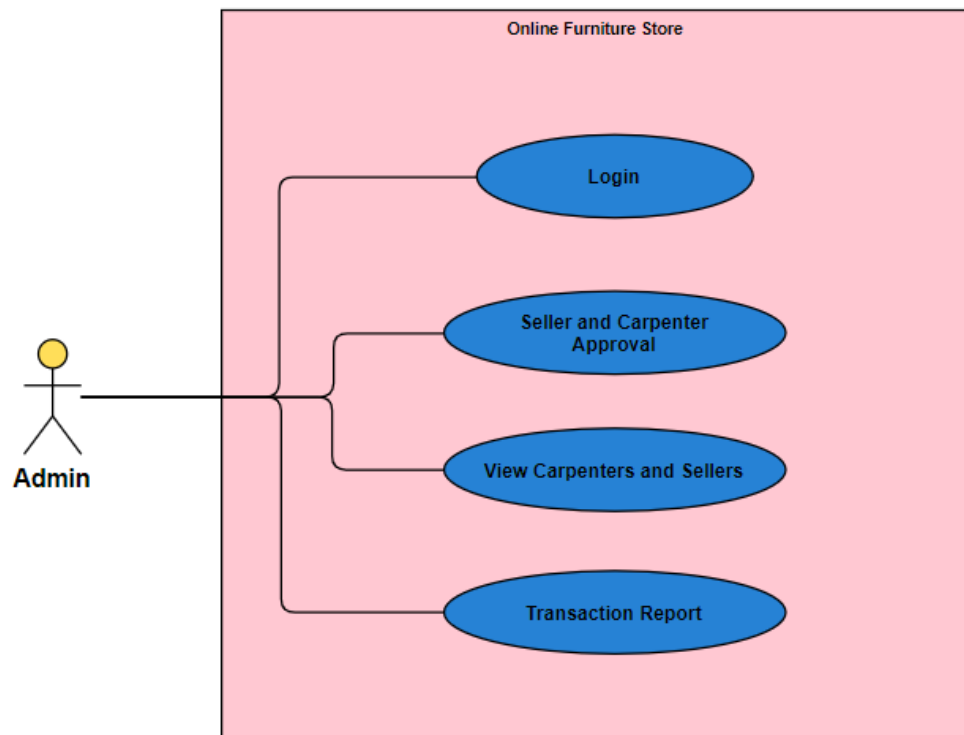 Online Furniture Store
Login
Seller and Carpenter
Approval
Admin
View Carpenters and Sellers
Transaction Report